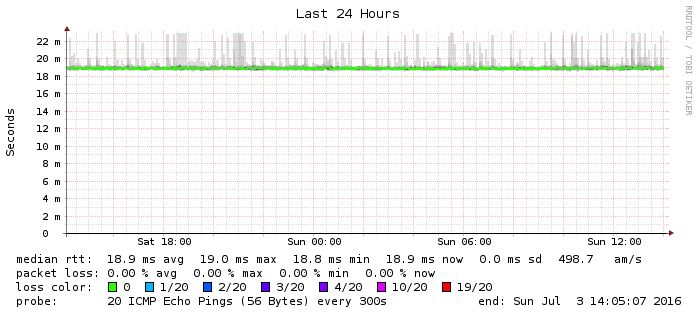 Last 24 Hours
RRDTOOL / TOBI OETIKER
Seconds
22 m
20 m
18 m
16 m
14 m
12 m
10 m
8 m
6 m
4 m
2 m
0
Sat 18:00 Sun 00:00 Sun 06:00 Sun 12:00
median rtt: 18.9 ms avg 19.0 ms max 18.8 ms min 18.9 ms now 0.0 ms sd 498.7 am/s
packet loss: 0.00 % avg 0.00 % max 0.00 % min 0.00 % now
loss color: 0 1/20 2/20 3/20 4/20 10/20 19/20
probe: 20 ICMP Echo Pings (56 Bytes) every 300s end: Sun Jul 3 14:05:07 2016